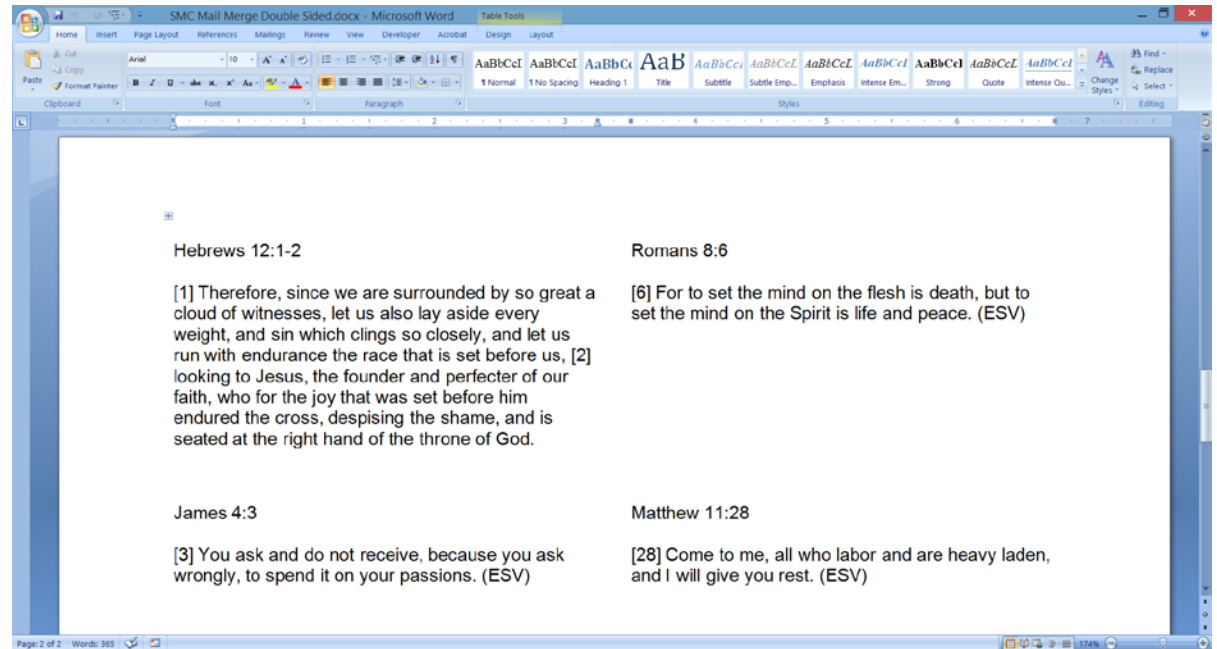 SMC Mail Merge Double Sided.docx - Microsoft Word
Table Tools
Home Insert Page Layout References Mailings Review View Developer Acrobat Design Layout
Paste
Cut
Copy
Format Painter
Clipboard
Arial 10
Font
Paragraph
AaBbCcI AaBbCcI AaBbCc AaB AaBbCci AaBbCcL AaBbCcL AaBbCcI AaBbCcI AaBbCcL AaBbCcI
¶ Normal ¶ No Spacing Heading 1 Title Subtitle Subtle Emp... Emphasis Intense Em... Strong Quote Intense Qu...
Change Styles
Styles
Find
Replace
Select
Editing
1 2 3 4 5 6 7
Hebrews 12:1-2
[1] Therefore, since we are surrounded by so great a
cloud of witnesses, let us also lay aside every
weight, and sin which clings so closely, and let us
run with endurance the race that is set before us, [2]
looking to Jesus, the founder and perfecter of our
faith, who for the joy that was set before him
endured the cross, despising the shame, and is
seated at the right hand of the throne of God.
Romans 8:6
[6] For to set the mind on the flesh is death, but to
set the mind on the Spirit is life and peace. (ESV)
James 4:3
[3] You ask and do not receive, because you ask
wrongly, to spend it on your passions. (ESV)
Matthew 11:28
[28] Come to me, all who labor and are heavy laden,
and I will give you rest. (ESV)
Page: 2 of 2 Words: 365
174%